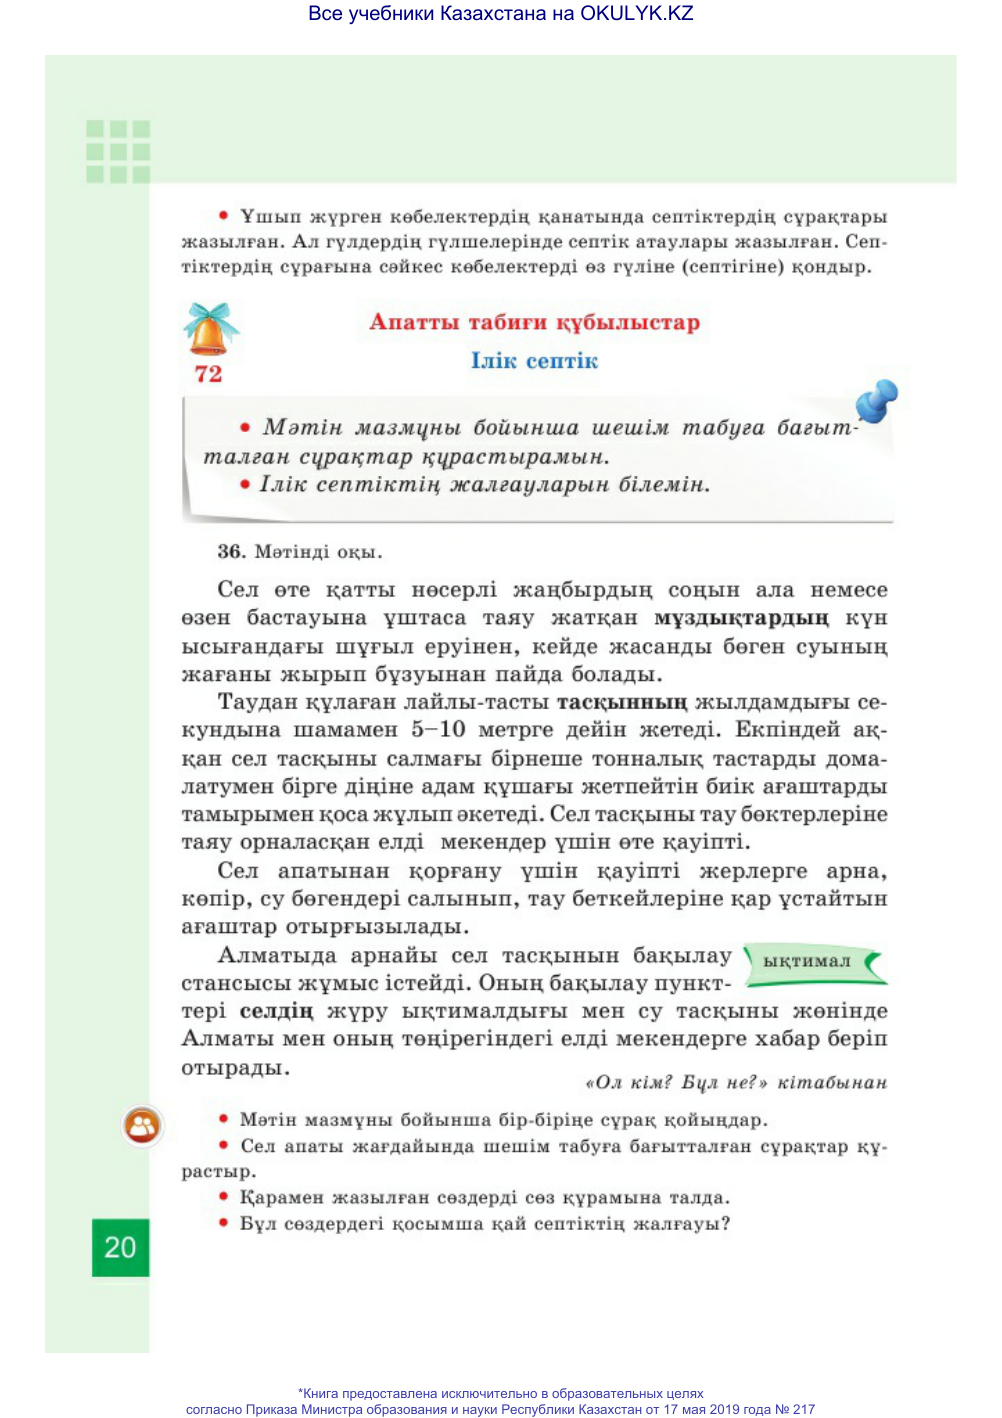 Все учебники Казахстана на OKULYK.KZ
• Ұшып жүрген көбелектердің қанатында септіктердің сұрақтары
жазылған. Ал гүлдердің гүлшелерінде септік атаулары жазылған. Сеп-
тіктердің сұрағына сәйкес көбелектерді өз гүліне (септігіне) қондыр.
Апатты табиғи құбылыстар
Ілік септік
72
• Мәтін мазмұны бойынша шешім табуға бағыт-
талған сұрақтар құрастырамын.
• Ілік септіктің жалғауларын білемін.
36. Мәтінді оқы.
Сел өте қатты нөсерлі жаңбырдың соңын ала немесе
өзен бастауына ұштаса таяу жатқан мұздықтардың күн
ысығандағы шұғыл еруінен, кейде жасанды бөген суының
жағаны жырып бұзуынан пайда болады.
Таудан құлаған лайлы-тасты тасқынның жылдамдығы се-
кундына шамамен 5–10 метрге дейін жетеді. Екпіндей ақ-
қан сел тасқыны салмағы бірнеше тонналық тастарды дома-
латумен бірге діңіне адам құшағы жетпейтін биік ағаштарды
тамырымен қоса жұлып әкетеді. Сел тасқыны тау бөктерлеріне
таяу орналасқан елді мекендер үшін өте қауіпті.
Сел апатынан қорғану үшін қауіпті жерлерге арна,
көпір, су бөгендері салынып, тау беткейлеріне қар ұстайтын
ағаштар отырғызылады.
Алматыда арнайы сел тасқынын бақылау
стансысы жұмыс істейді. Оның бақылау пункт-
ықтимал
тері селдің жүру ықтималдығы мен су тасқыны жөнінде
Алматы мен оның төңірегіндегі елді мекендерге хабар беріп
отырады.
«Ол кім? Бұл не?» кітабынан
• Мәтін мазмұны бойынша бір-біріңе сұрақ қойыңдар.
• Сел апаты жағдайында шешім табуға бағытталған сұрақтар құ-
растыр.
• Қарамен жазылған сөздерді сөз құрамына талда.
• Бұл сөздердегі қосымша қай септіктің жалғауы?
20
*Книга предоставлена исключительно в образовательных целях
согласно Приказа Министра образования и науки Республики Казахстан от 17 мая 2019 года № 217